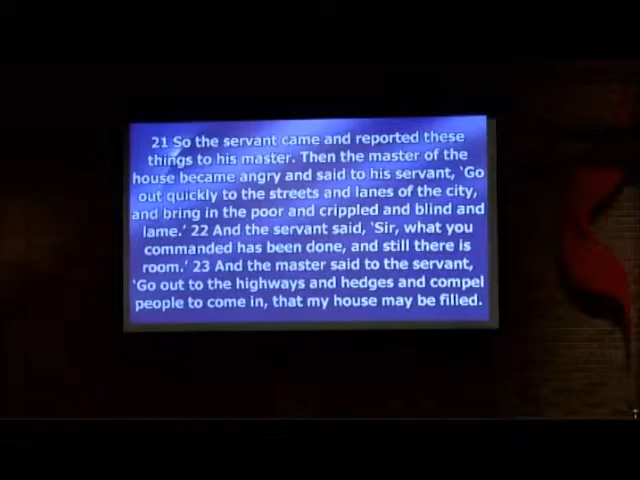 21 So the servant came and reported these
things to his master. Then the master of the
house became angry and said to his servant, ‘Go
out quickly to the streets and lanes of the city,
and bring in the poor and crippled and blind and
lame.’ 22 And the servant said, ‘Sir, what you
commanded has been done, and still there is
room.’ 23 And the master said to the servant,
‘Go out to the highways and hedges and compel
people to come in, that my house may be filled.